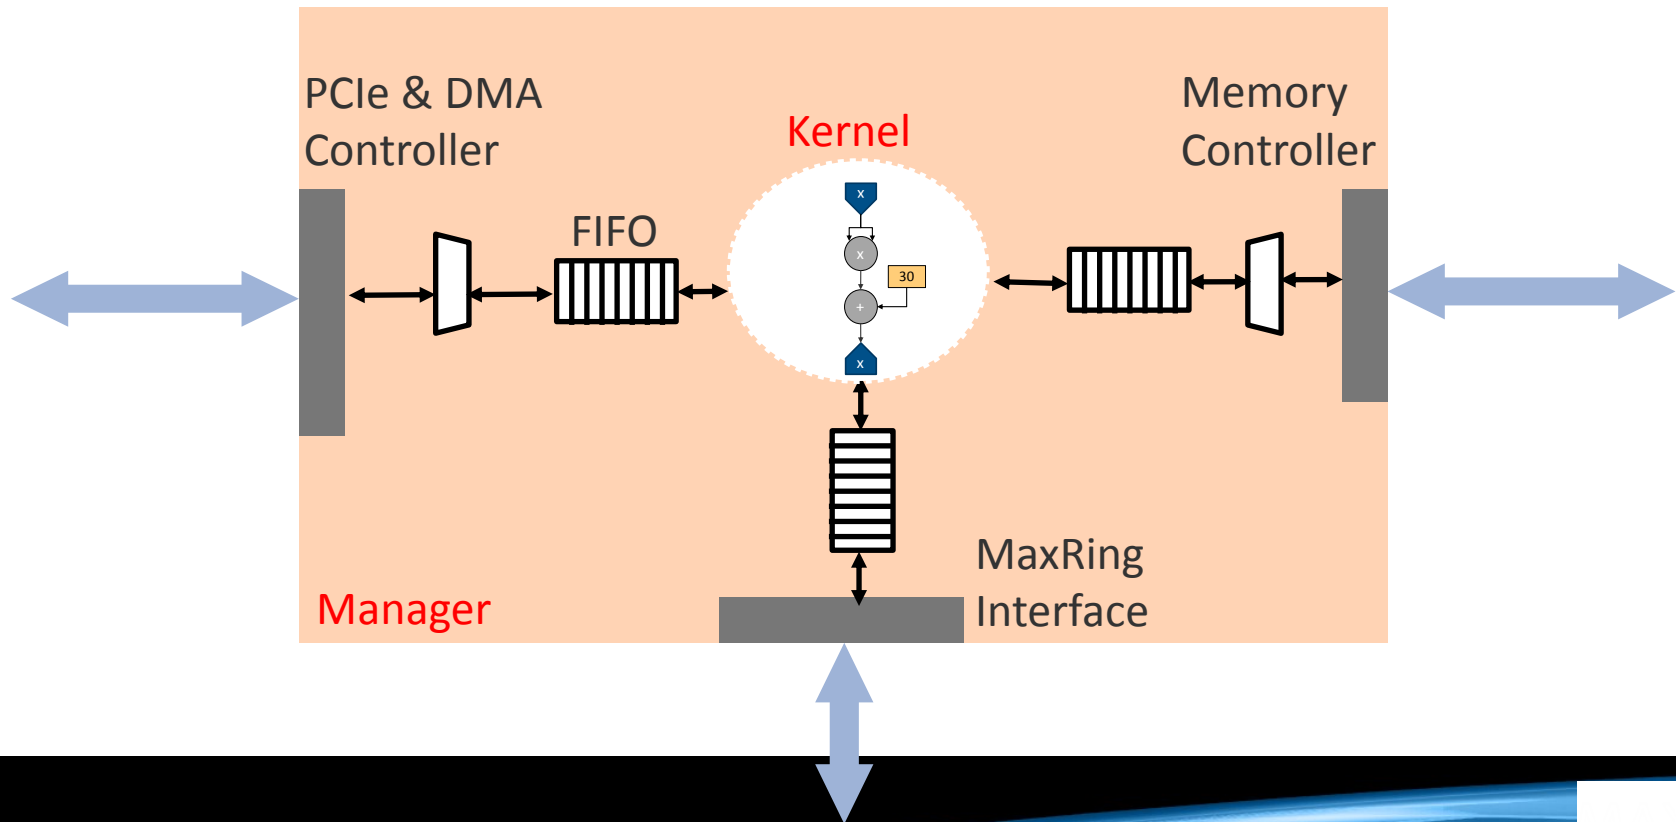 PCIe & DMA
Controller
Memory
Controller
Kernel
FIFO
x
x
30
+
x
MaxRing
Interface
Manager